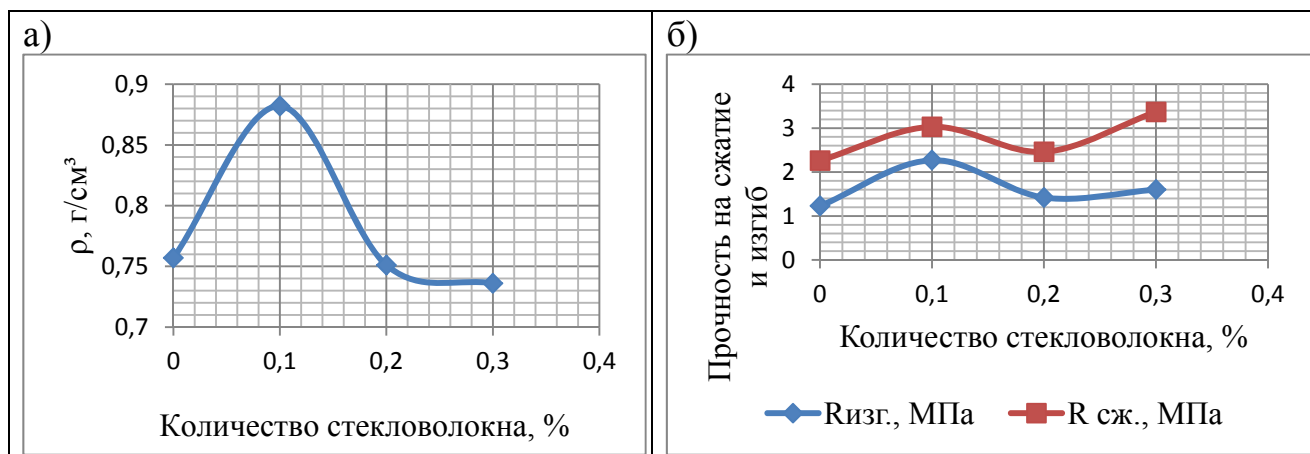 а)
0,9
0,85
0,8
0,75
0,7
ρ, г/см³
0 0,1 0,2 0,3 0,4
Количество стекловолокна, %
б)
4
3
2
1
0
Прочность на сжатие
и изгиб
0 0,1 0,2 0,3 0,4
Количество стекловолокна, %
Rизг., МПа R сж., МПа